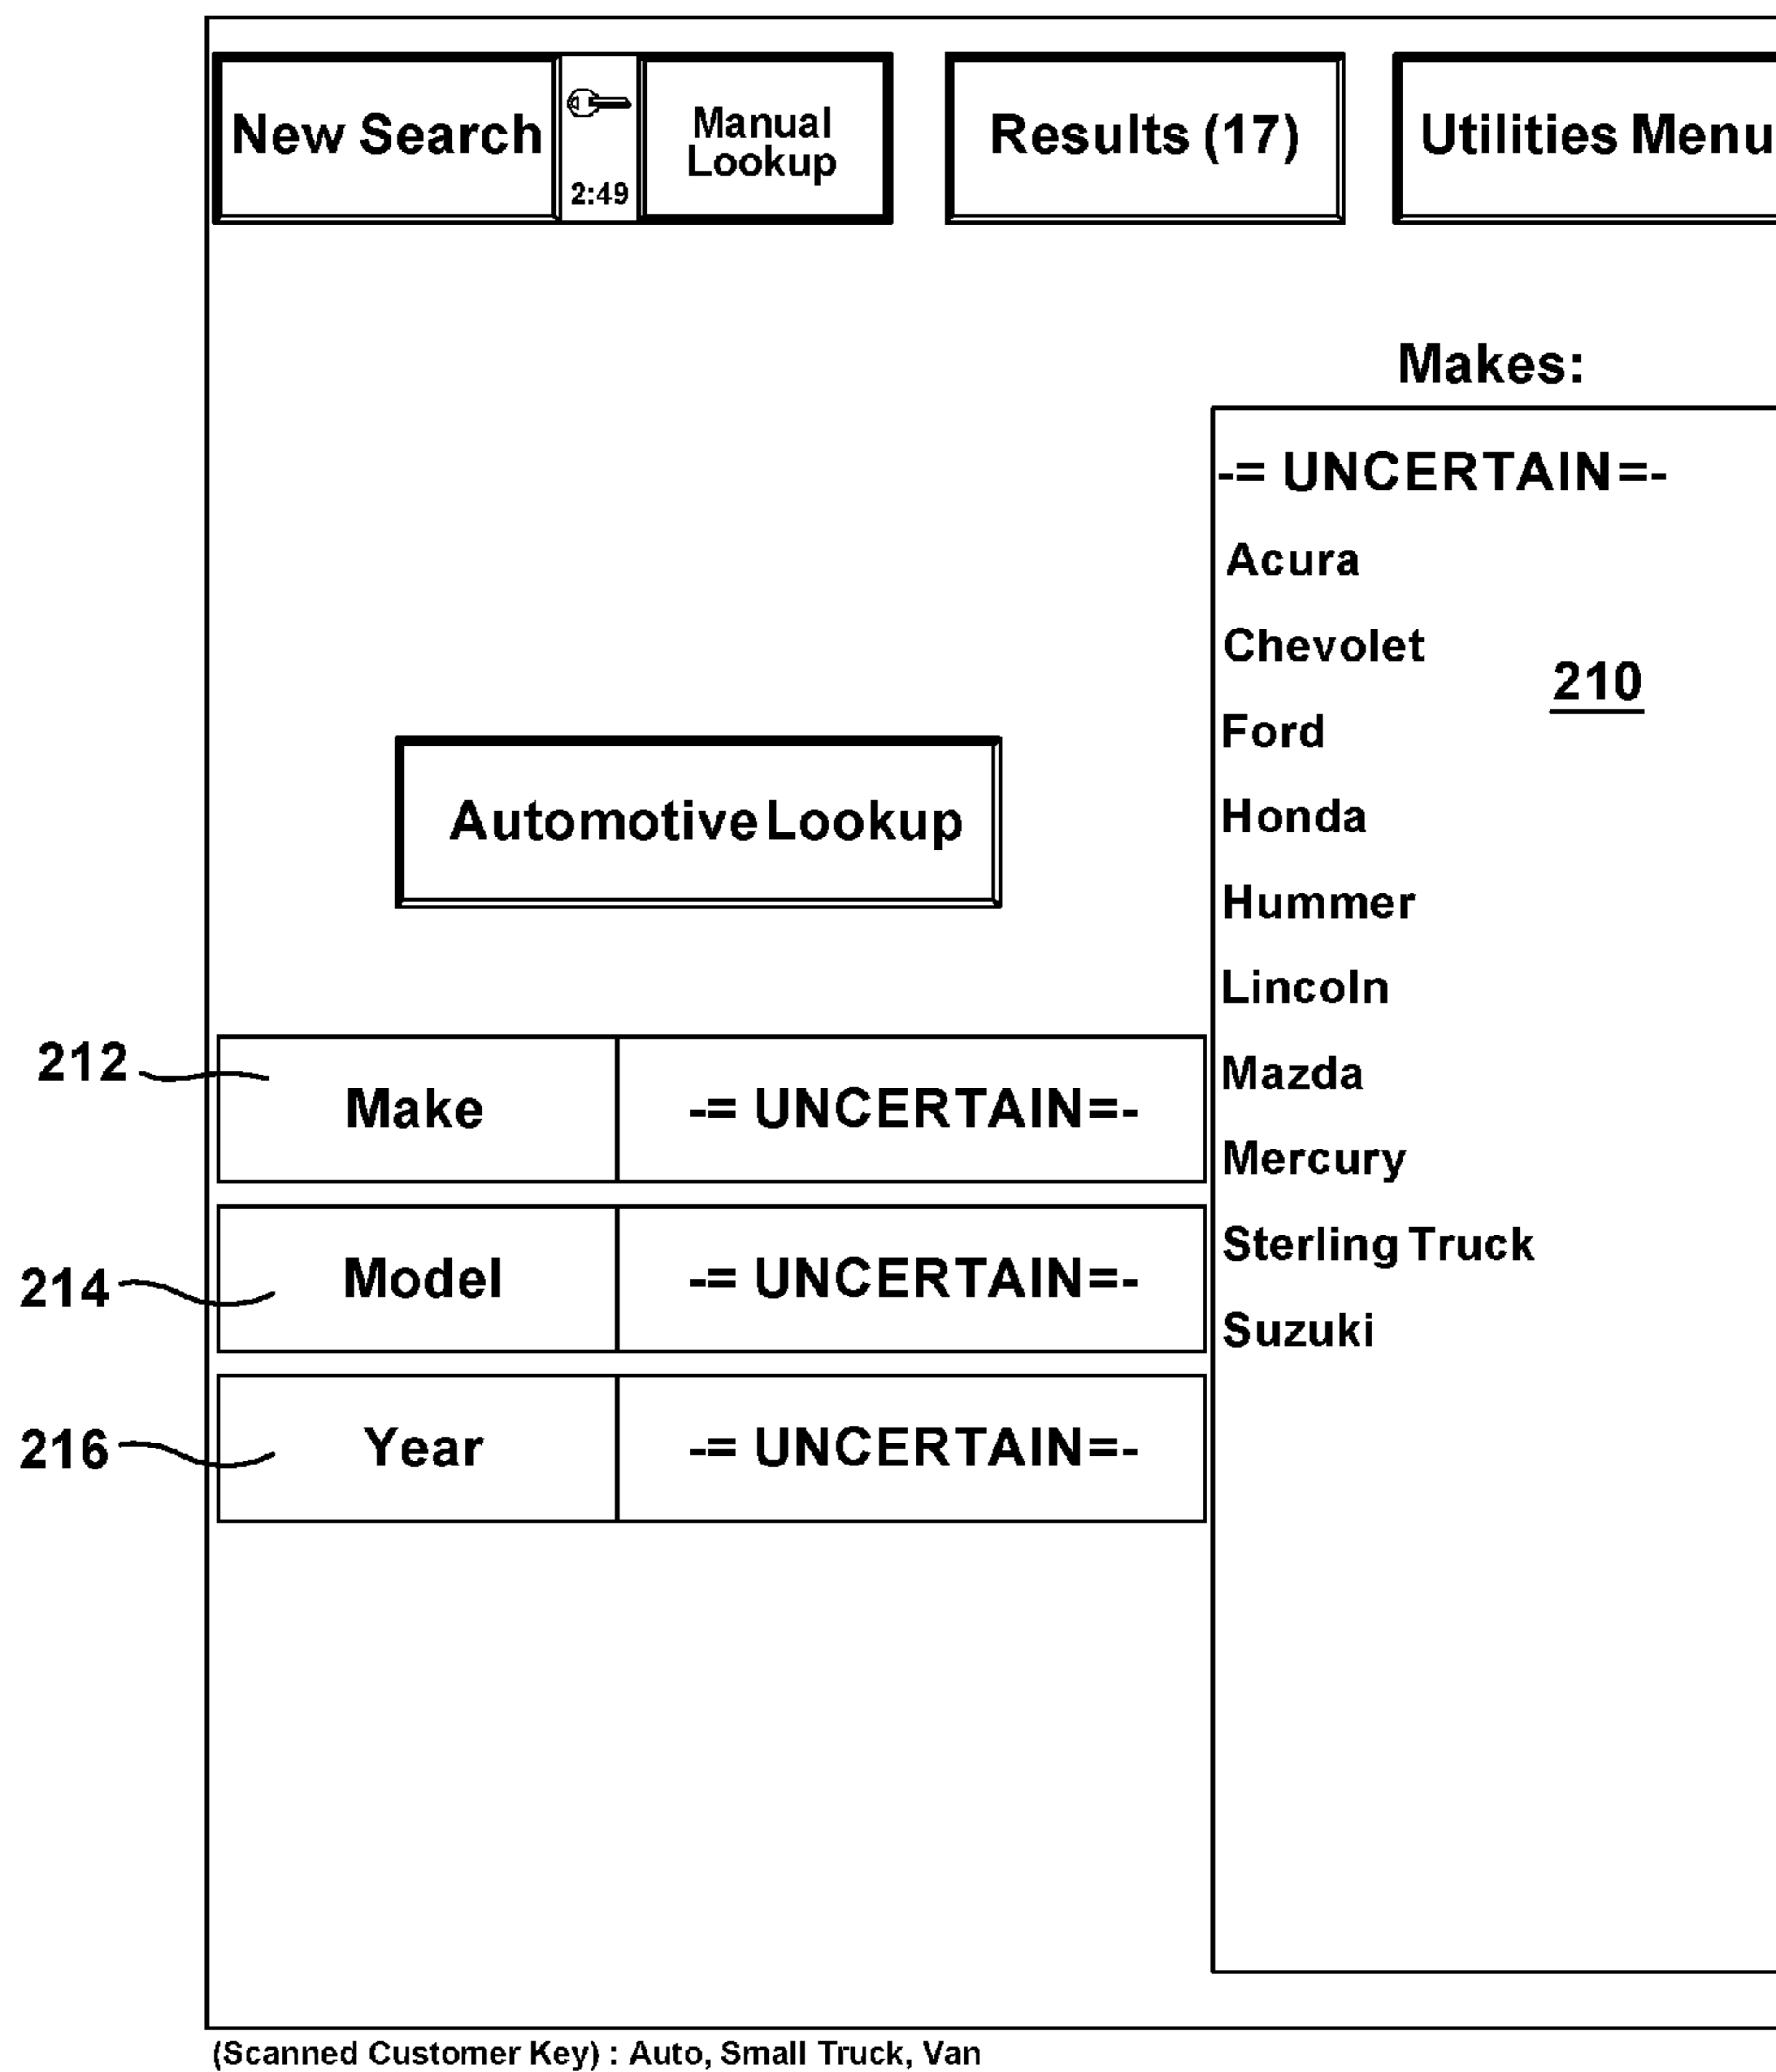 New Search
2:49
Manual
Lookup
Results (17)
Utilities Menu
Makes:
-= UNCERTAIN=-
Acura
Chevolet
210
Ford
Honda
Automotive Lookup
Hummer
Lincoln
212
Make -= UNCERTAIN=-
Mazda
Mercury
214
Model -= UNCERTAIN=-
Sterling Truck
Suzuki
216
Year -= UNCERTAIN=-
(Scanned Customer Key) : Auto, Small Truck, Van